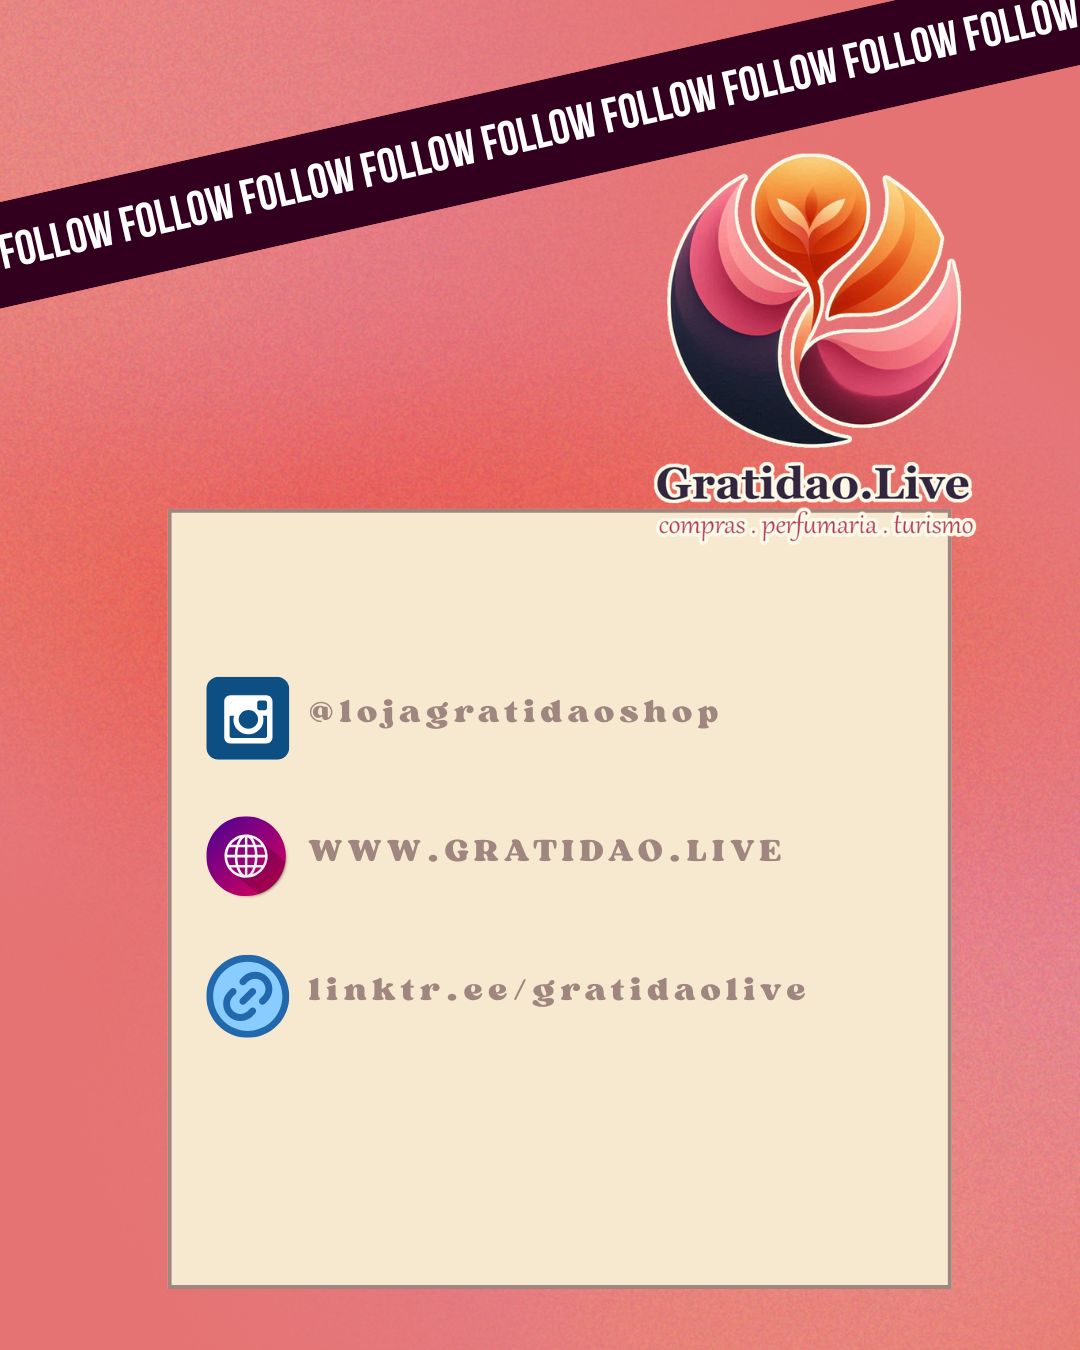 FOLLOW FOLLOW FOLLOW FOLLOW FOLLOW FOLLOW FOLLOW FOLLOW FOLLOW
Gratidao.Live
compras . perfumaria . turismo
@lojagratidaoshop
WWW.GRATIDAO.LIVE
linktr.ee/gratidaolive